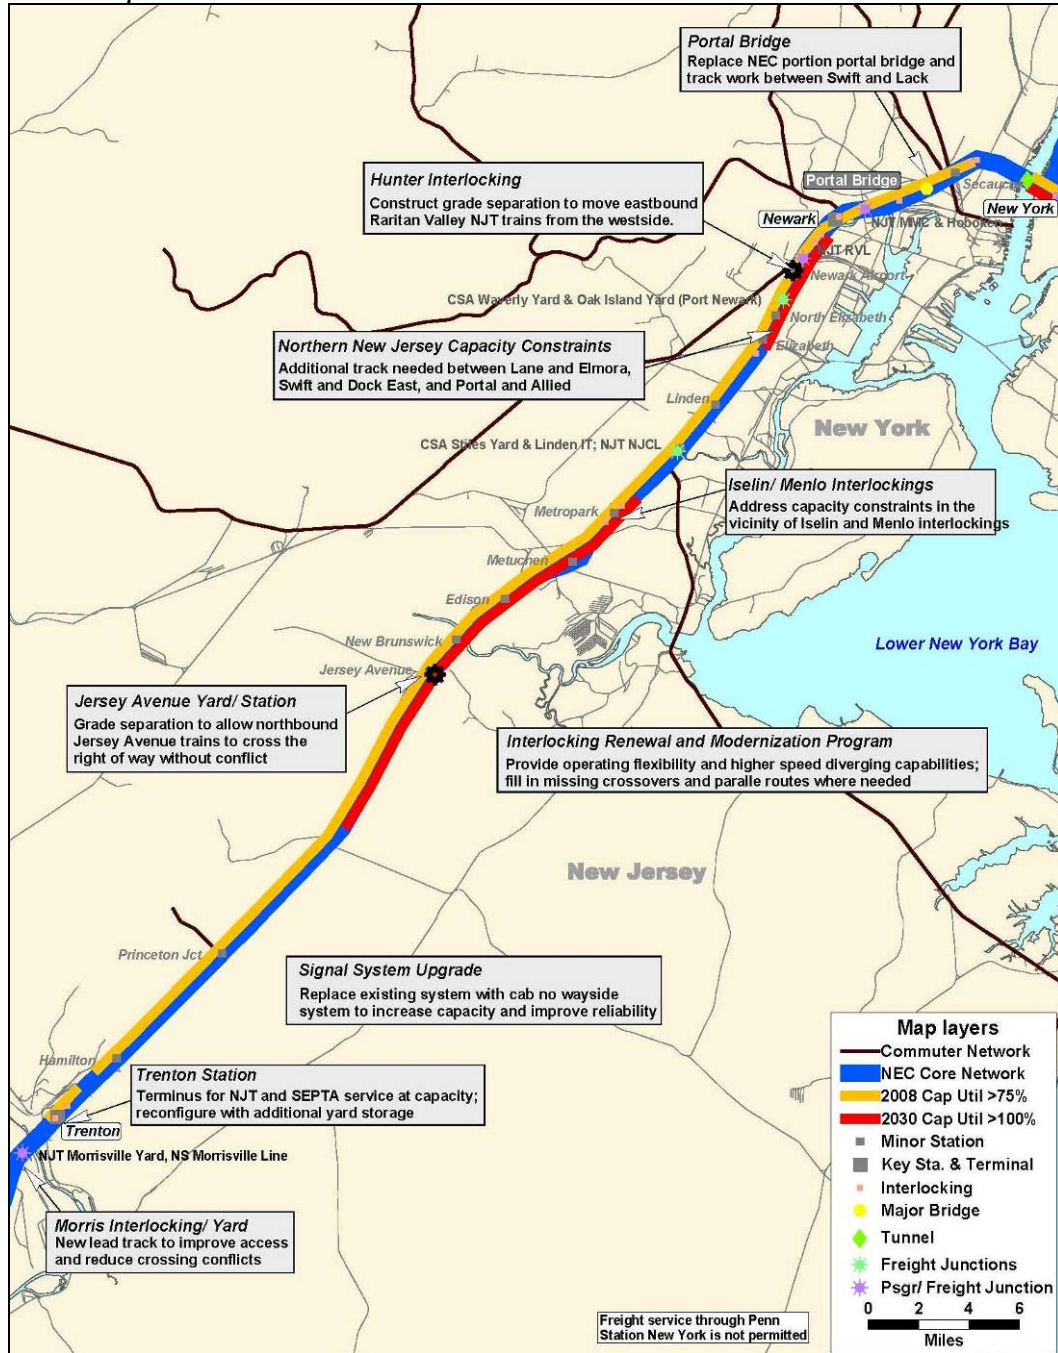 Portal Bridge
Replace NEC portion portal bridge and
track work between Swift and Lack
Hunter Interlocking
Construct grade separation to move eastbound
Raritan Valley NJT trains from the westside.
Portal Bridge
Secaucus
New York
Newark
NJT MMC & Hoboken
NJT RVL
Newark Airport
CSA Waverly Yard & Oak Island Yard (Port Newark)
North Elizabeth
Northern New Jersey Capacity Constraints
Additional track needed between Lane and Elmora,
Swift and Dock East, and Portal and Allied
Elizabeth
Linden
New York
CSA Stiles Yard & Linden IT; NJT NJCL
Iselin/ Menlo Interlockings
Address capacity constraints in the
vicinity of Iselin and Menlo interlockings
Metropark
Metuchen
Edison
New Brunswick
Lower New York Bay
Jersey Avenue
Jersey Avenue Yard/ Station
Grade separation to allow northbound
Jersey Avenue trains to cross the
right of way without conflict
Interlocking Renewal and Modernization Program
Provide operating flexibility and higher speed diverging capabilities;
fill in missing crossovers and paralle routes where needed
New Jersey
Princeton Jct
Signal System Upgrade
Replace existing system with cab no wayside
system to increase capacity and improve reliability
Hamilton
Trenton Station
Terminus for NJT and SEPTA service at capacity;
reconfigure with additional yard storage
Trenton
NJT Morrisville Yard, NS Morrisville Line
Morris Interlocking/ Yard
New lead track to improve access
and reduce crossing conflicts
Map layers
Commuter Network
NEC Core Network
2008 Cap Util >75%
2030 Cap Util >100%
Minor Station
Key Sta. & Terminal
Interlocking
Major Bridge
Tunnel
Freight Junctions
Psgr/ Freight Junction
0 2 4 6
Miles
Freight service through Penn
Station New York is not permitted